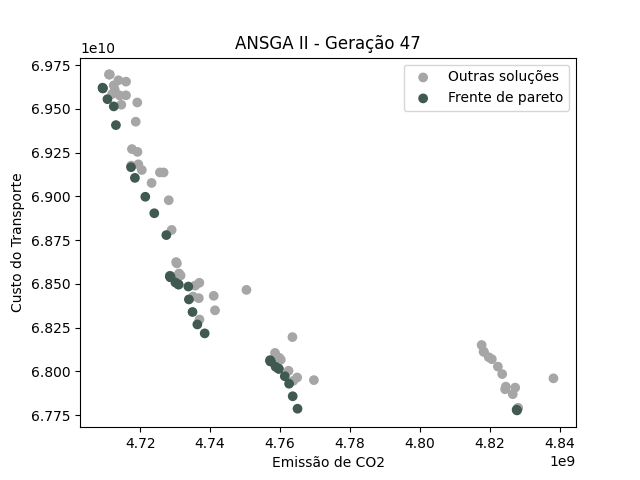 ANSGA II - Geração 47
1e10
6.975
6.950
6.925
6.900
6.875
6.850
6.825
6.800
6.775
Custo do Transporte
Outras soluções
Frente de pareto
4.72 4.74 4.76 4.78 4.80 4.82 4.84
Emissão de CO2
1e9